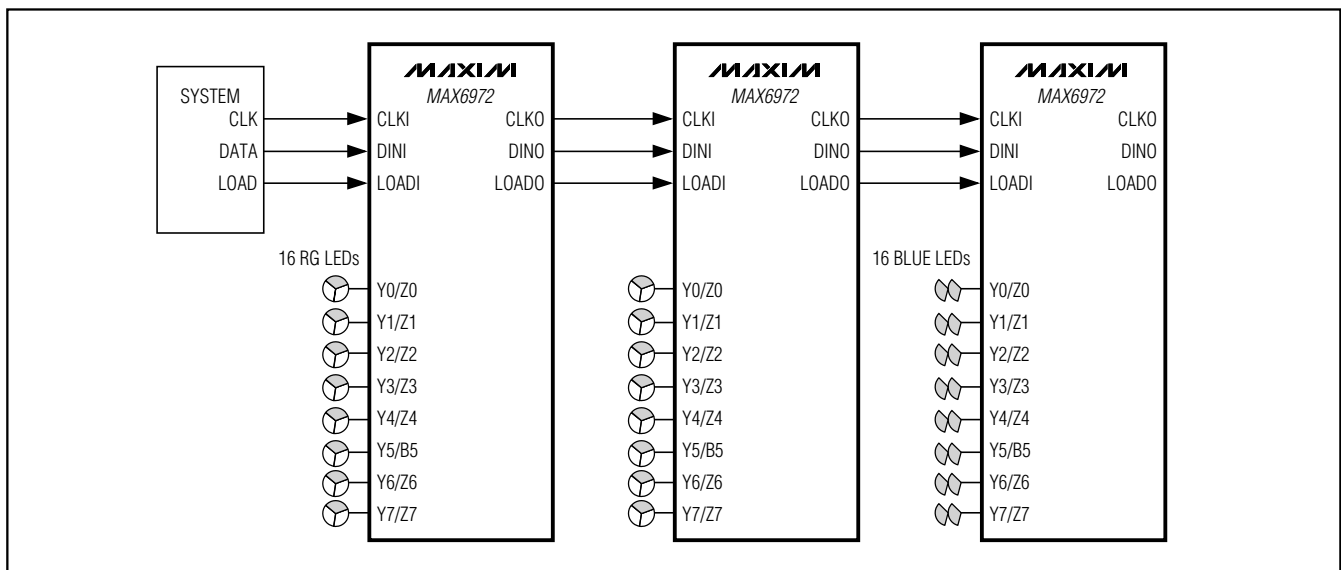 SYSTEM
CLK
DATA
LOAD
MAXIM
MAX6972
CLKI CLKO
DINI DINO
LOADI LOADO
16 RG LEDs
Y0/Z0
Y1/Z1
Y2/Z2
Y3/Z3
Y4/Z4
Y5/B5
Y6/Z6
Y7/Z7
MAXIM
MAX6972
CLKI CLKO
DINI DINO
LOADI LOADO
Y0/Z0
Y1/Z1
Y2/Z2
Y3/Z3
Y4/Z4
Y5/B5
Y6/Z6
Y7/Z7
MAXIM
MAX6972
CLKI CLKO
DINI DINO
LOADI LOADO
16 BLUE LEDs
Y0/Z0
Y1/Z1
Y2/Z2
Y3/Z3
Y4/Z4
Y5/B5
Y6/Z6
Y7/Z7